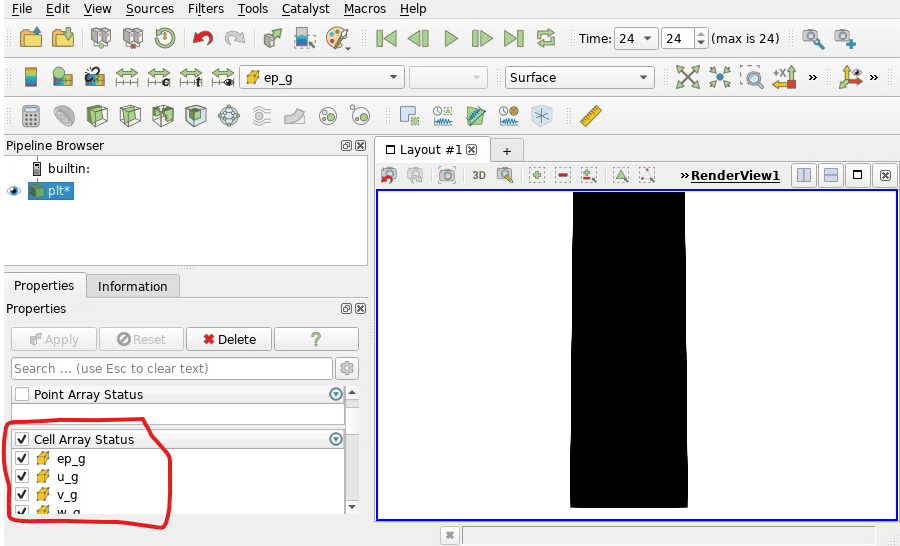 File Edit View Sources Filters Tools Catalyst Macros Help
Time: 24 24 (max is 24)
ep_g Surface +X »  »
Pipeline Browser
Layout #1 +
builtin:
3D » RenderView1
plt*
Properties Information
Properties
Apply Reset Delete ?
Search ... (use Esc to clear text)
Point Array Status
Cell Array Status
ep_g
u_g
v_g
w_g